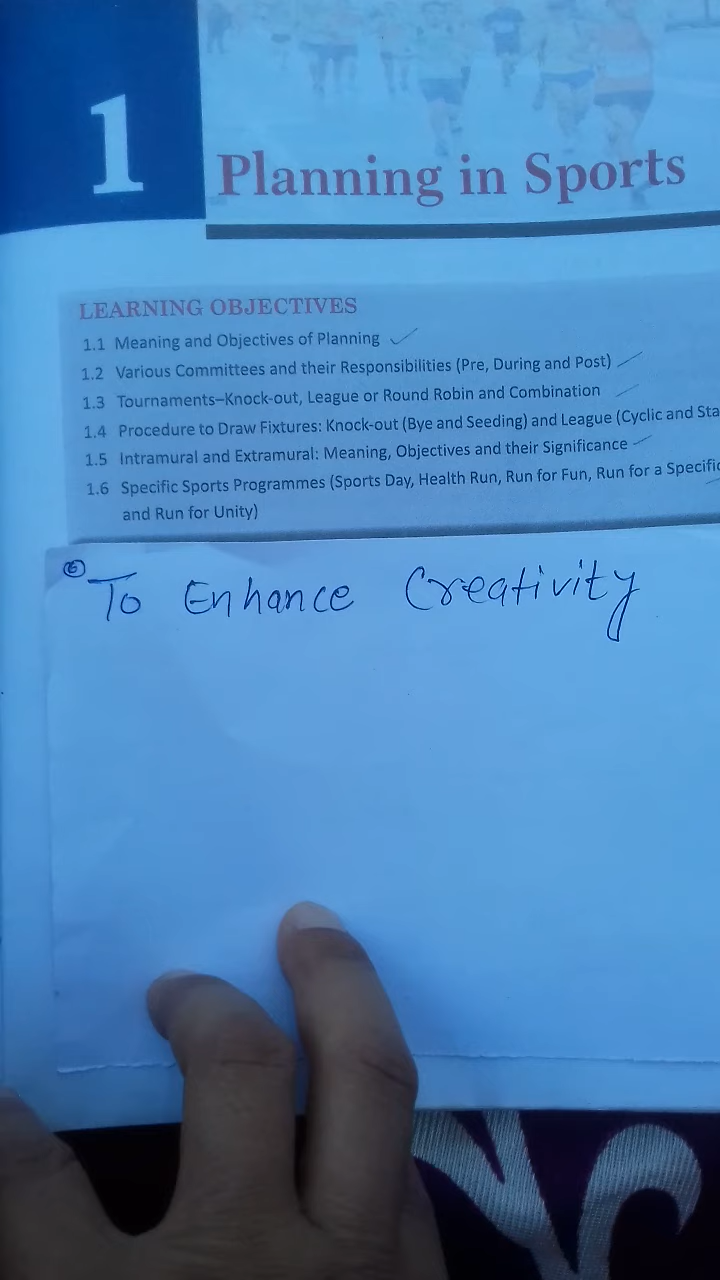 1
Planning in Sports
LEARNING OBJECTIVES
1.1 Meaning and Objectives of Planning
1.2 Various Committees and their Responsibilities (Pre, During and Post)
1.3 Tournaments–Knock-out, League or Round Robin and Combination
1.4 Procedure to Draw Fixtures: Knock-out (Bye and Seeding) and League (Cyclic and Sta
1.5 Intramural and Extramural: Meaning, Objectives and their Significance
1.6 Specific Sports Programmes (Sports Day, Health Run, Run for Fun, Run for a Specific
and Run for Unity)
⑥ To Enhance Creativity